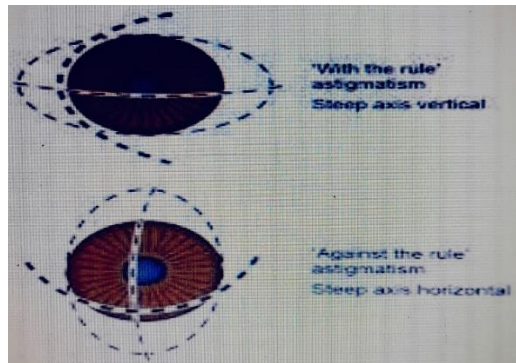 'With the rule'
astigmatism
Steep axis vertical
'Against the rule'
astigmatism
Steep axis horizontal